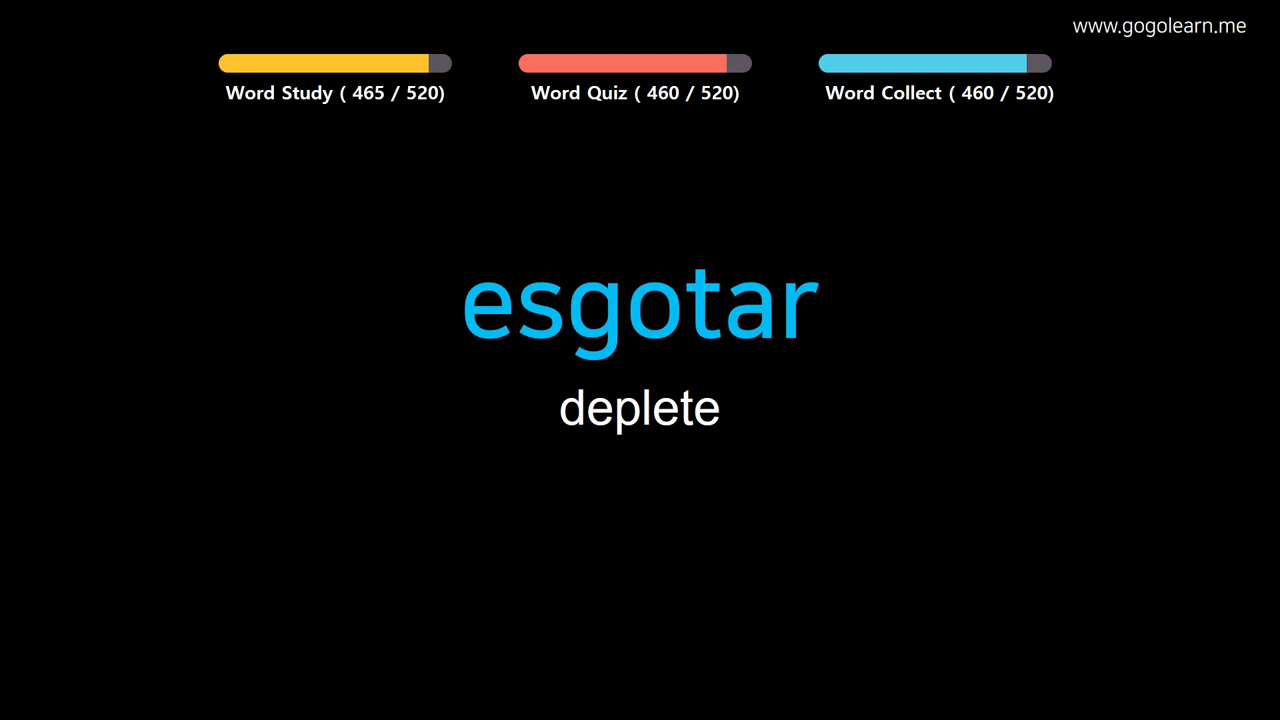 www.gogolearn.me
Word Study ( 465 / 520)
Word Quiz ( 460 / 520)
Word Collect ( 460 / 520)
esgotar
deplete